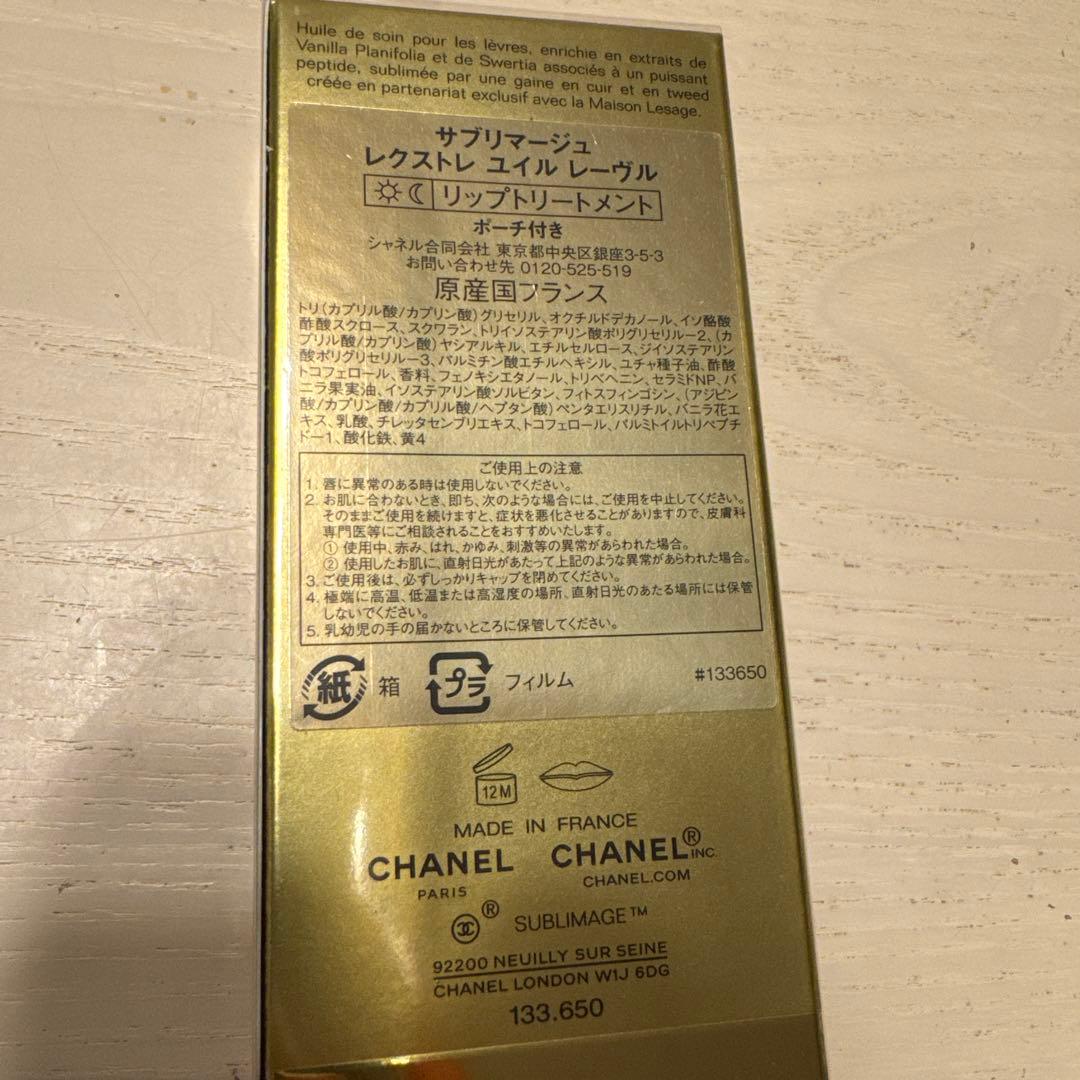 Huile de soin pour les lèvres, enrichie en extraits de
Vanilla Planifolia et de Swertia associés à un puissant
peptide, sublimée par une gaine en cuir et en tweed
créée en partenariat exclusif avec la Maison Lesage.
サブリマージュ
レクストレ ユイル レーヴル
リップトリートメント
ポーチ付き
シャネル合同会社 東京都中央区銀座3-5-3
お問い合わせ先 0120-525-519
原産国フランス
トリ(カプリル酸/カプリン酸)グリセリル、オクチルドデカノール、イソ酪酸
酢酸スクロース、スクワラン、トリイソステアリン酸ポリグリセリルー2、(カ
プリル酸/カプリン酸)ヤシアルキル、エチルセルロース、ジイソステアリン
酸ポリグリセリルー3、パルミチン酸エチルヘキシル、ユチャ種子油、酢酸
トコフェロール、香料、フェノキシエタノール、トリベヘニン、セラミドNP、バ
ニラ果実油、イソステアリン酸ソルビタン、フィトスフィンゴシン、(アジピン
酸/カプリン酸/カプリル酸/ヘプタン酸)ペンタエリスリチル、バニラ花エ
キス、乳酸、チレッタセンブリエキス、トコフェロール、パルミトイルトリペプチ
ドー1、酸化鉄、黄4
ご使用上の注意
1. 唇に異常のある時は使用しないでください。
2. お肌に合わないとき、即ち、次のような場合には、ご使用を中止してください。
そのままご使用を続けますと、症状を悪化させることがありますので、皮膚科
専門医等にご相談されることをおすすめいたします。
① 使用中、赤み、はれ、かゆみ、刺激等の異常があらわれた場合。
② 使用したお肌に、直射日光があたって上記のような異常があらわれた場合。
3. ご使用後は、必ずしっかりキャップを閉めてください。
4. 極端に高温、低温または高湿度の場所、直射日光のあたる場所には保管
しないでください。
5. 乳幼児の手の届かないところに保管してください。
紙 箱 プラ フィルム #133650
12M
MADE IN FRANCE
CHANEL CHANEL® INC.
PARIS CHANEL.COM
® SUBLIMAGE™
92200 NEUILLY SUR SEINE
CHANEL LONDON W1J 6DG
133.650